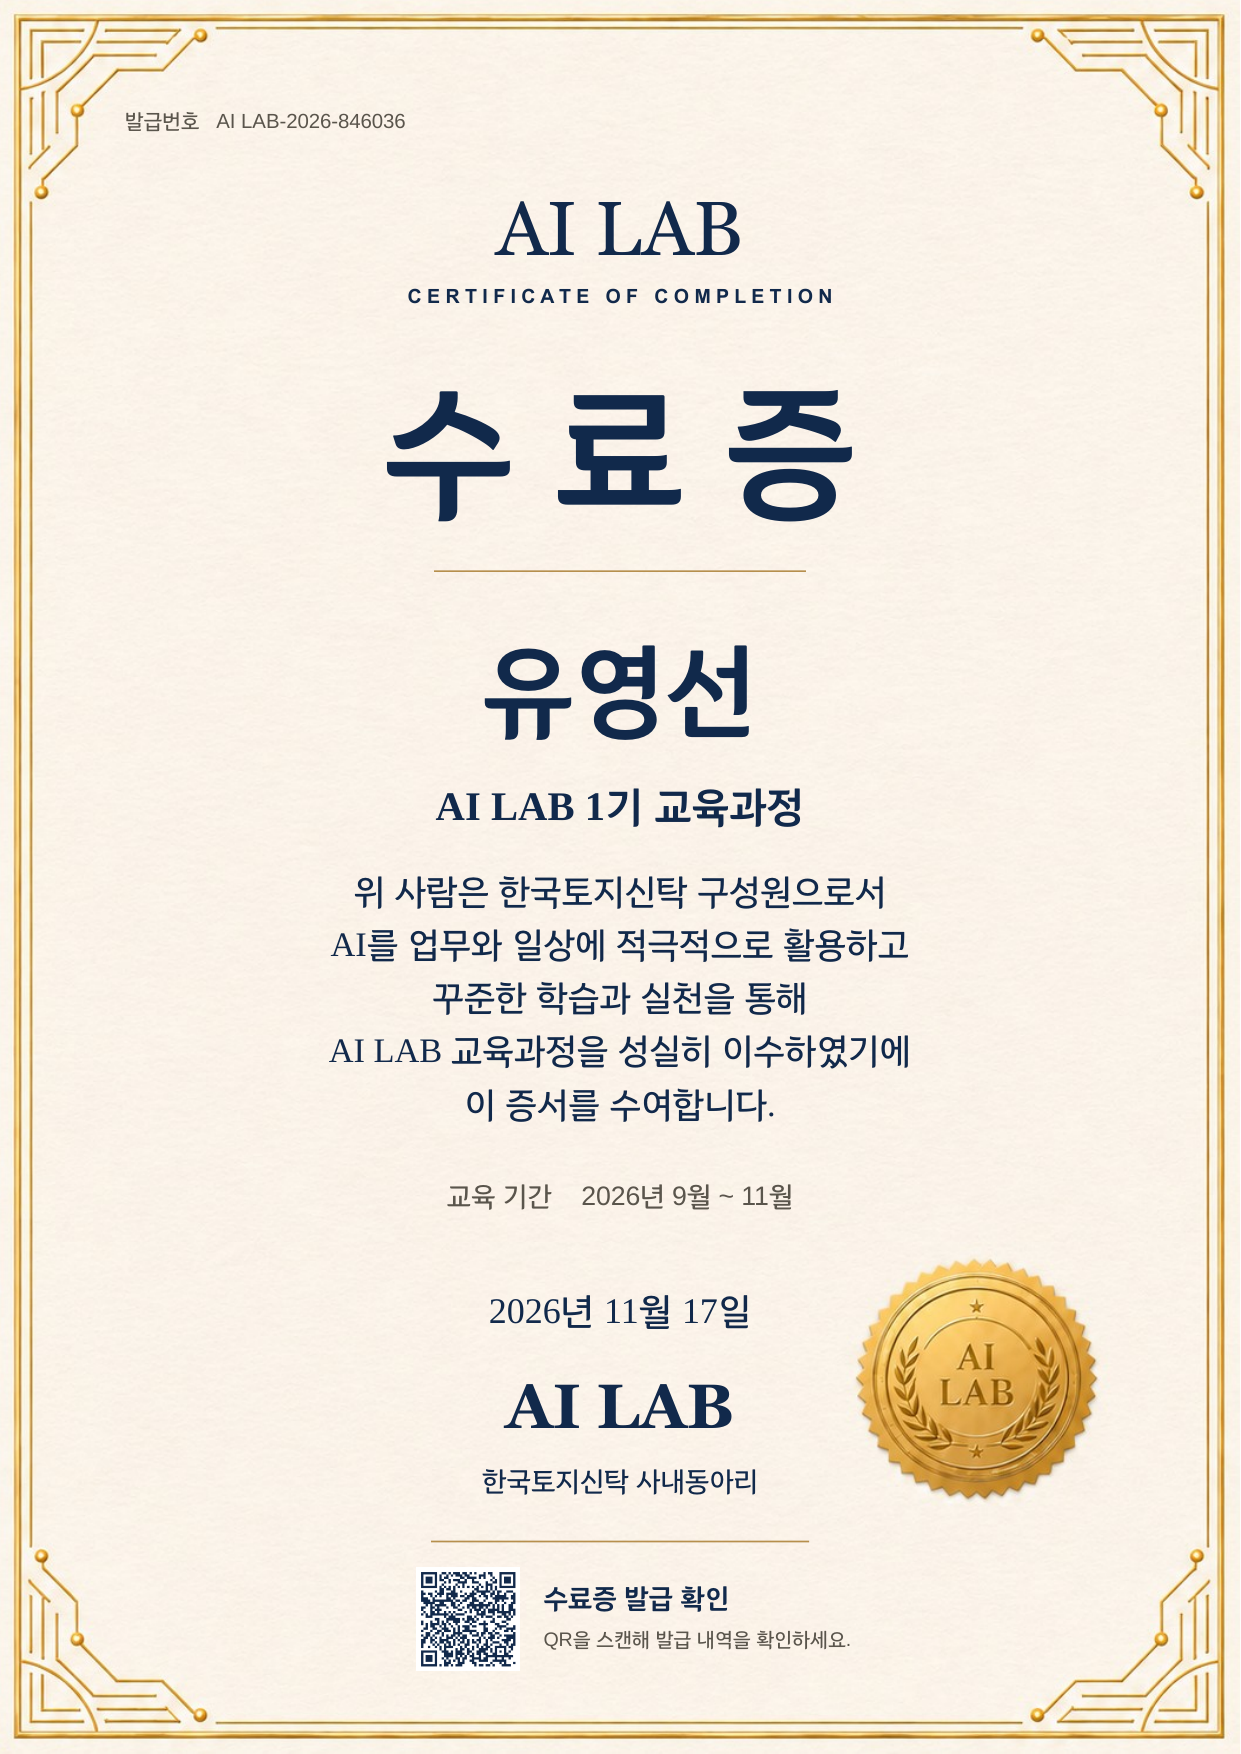 발급번호 AI LAB-2026-846036
AI LAB
CERTIFICATE OF COMPLETION
수료증
유영선
AI LAB 1기 교육과정
위 사람은 한국토지신탁 구성원으로서
AI를 업무와 일상에 적극적으로 활용하고
꾸준한 학습과 실천을 통해
AI LAB 교육과정을 성실히 이수하였기에
이 증서를 수여합니다.
교육 기간 2026년 9월 ~ 11월
2026년 11월 17일
AI LAB
한국토지신탁 사내동아리
AI
LAB
수료증 발급 확인
QR을 스캔해 발급 내역을 확인하세요.